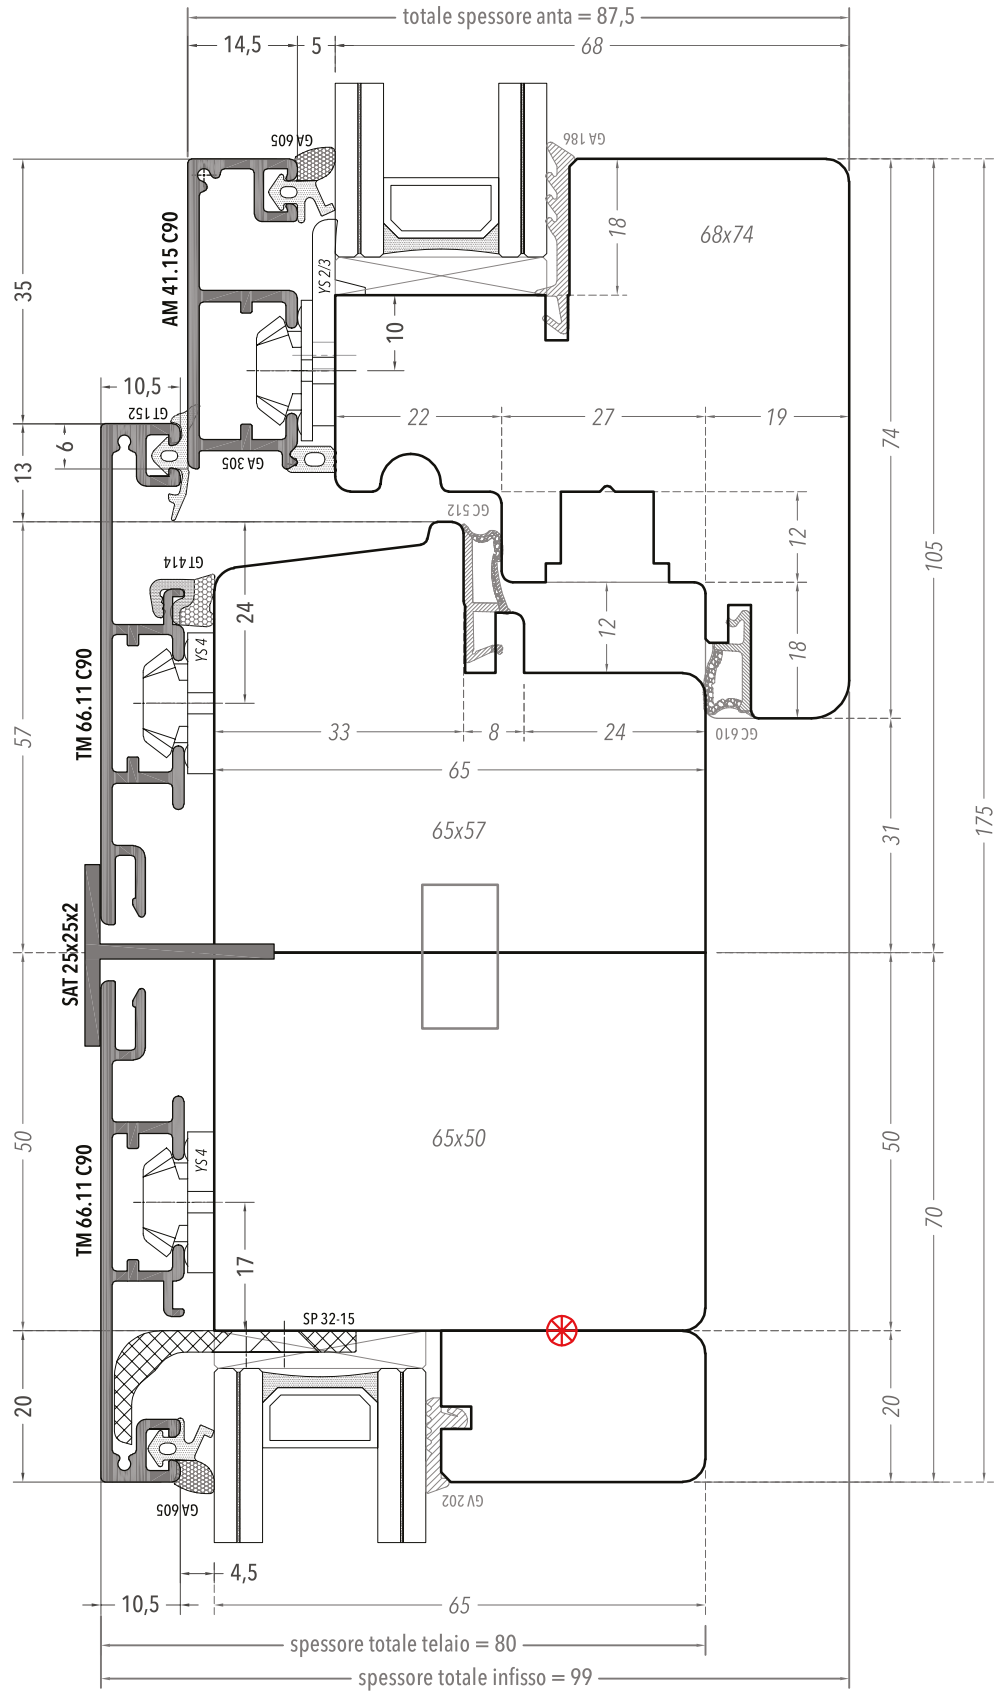 totale spessore anta = 87,5
14,5
5
68
GA 605
GA 186
18
68x74
AM 41.15 C90
YS 2/3
35
10
10,5
GT 152
22
27
19
74
6
13
GA 305
GC 512
12
105
GT 414
24
12
18
YS 4
TM 66.11 C90
57
33
8
24
GC 610
65
175
65x57
31
SAT 25x25x2
65x50
50
YS 4
50
TM 66.11 C90
70
17
SP 32-15
20
20
GV 202
GA 605
4,5
10,5
65
spessore totale telaio = 80
spessore totale infisso = 99